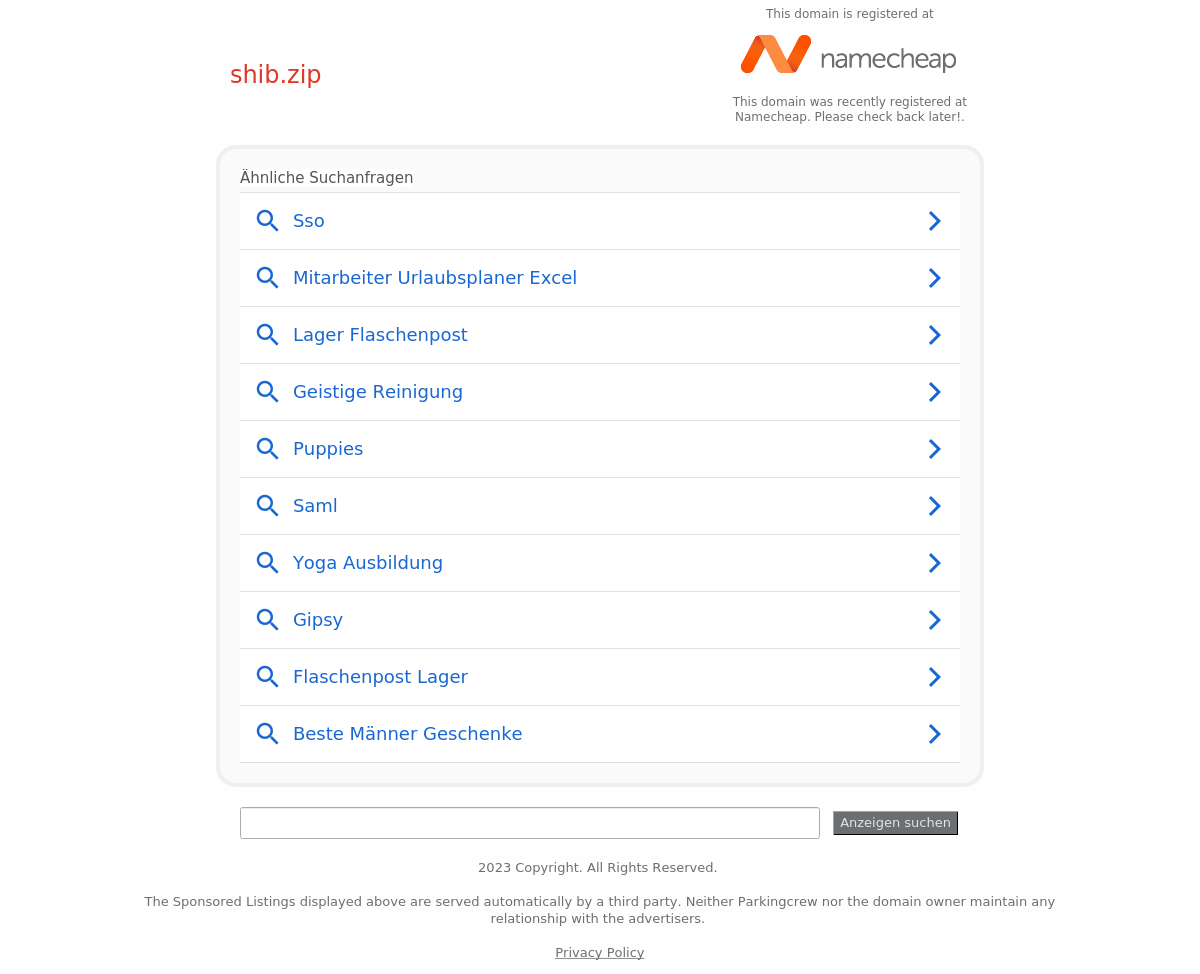 This domain is registered at
namecheap
shib.zip
This domain was recently registered at
Namecheap. Please check back later!.
Ähnliche Suchanfragen
Sso
Mitarbeiter Urlaubsplaner Excel
Lager Flaschenpost
Geistige Reinigung
Puppies
Saml
Yoga Ausbildung
Gipsy
Flaschenpost Lager
Beste Männer Geschenke
Anzeigen suchen
2023 Copyright. All Rights Reserved.
The Sponsored Listings displayed above are served automatically by a third party. Neither Parkingcrew nor the domain owner maintain any
relationship with the advertisers.
Privacy Policy